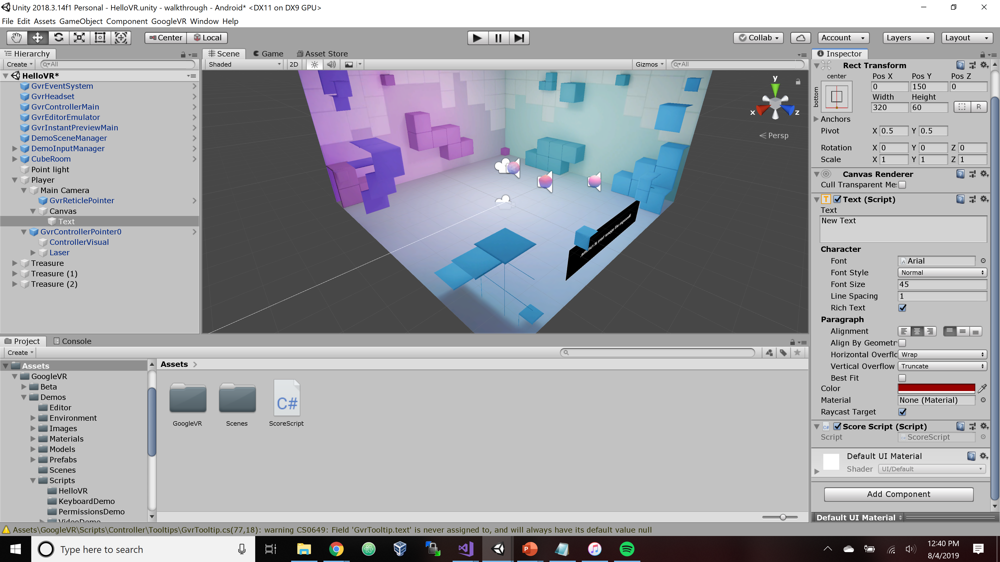 Unity 2018.3.14f1 Personal - HelloVR.unity - walkthrough - Android* <DX11 on DX9 GPU>
File Edit Assets GameObject Component GoogleVR Window Help
Center Local Collab Account Layers Layout
Hierarchy
Create All
HelloVR*
GvrEventSystem
GvrHeadset
GvrControllerMain
GvrEditorEmulator
GvrInstantPreviewMain
DemoSceneManager
DemoInputManager
CubeRoom
Point light
Player
Main Camera
GvrReticlePointer
Canvas
Text
GvrControllerPointer0
ControllerVisual
Laser
Treasure
Treasure (1)
Treasure (2)
Scene Game Asset Store
Shaded 2D Gizmos All
y
x z
Persp
Messages will appear here at runtime.
Inspector
Rect Transform
center Pos X Pos Y Pos Z
bottom 0 150 0
Width Height
320 60 R
Anchors
Pivot X 0.5 Y 0.5
Rotation X 0 Y 0 Z 0
Scale X 1 Y 1 Z 1
Canvas Renderer
Cull Transparent Me
T Text (Script)
Text
New Text
Character
Font Arial
Font Style Normal
Font Size 45
Line Spacing 1
Rich Text
Paragraph
Alignment
Align By Geometr
Horizontal Overflo Wrap
Vertical Overflow Truncate
Best Fit
Color
Material None (Material)
Raycast Target
C# Score Script (Script)
Script ScoreScript
Default UI Material
Shader UI/Default
Add Component
Default UI Material
Project Console
Create
Assets
GoogleVR
Beta
Demos
Editor
Environment
Images
Materials
Models
Prefabs
Scenes
Scripts
HelloVR
KeyboardDemo
PermissionsDemo
VideoDemo
Assets
C#
GoogleVR Scenes ScoreScript
Assets\GoogleVR\Scripts\Controller\Tooltips\GvrTooltip.cs(77,18): warning CS0649: Field 'GvrTooltip.text' is never assigned to, and will always have its default value null
Type here to search
P
12:40 PM
8/4/2019